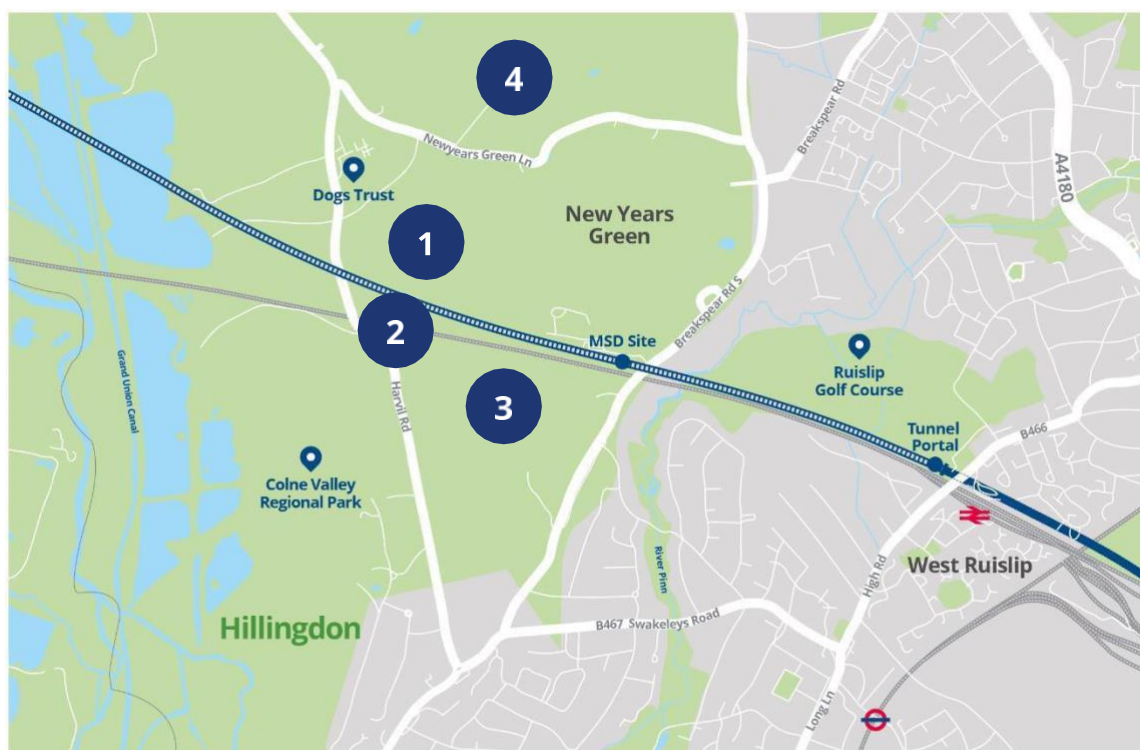 4
Breakspear Rd
A4180
Newyears Green Ln
Dogs Trust
1
New Years
Green
2
MSD Site
Breakspear Rd S
Ruislip
Golf Course
Grand Union Canal
Harvil Rd
3
Tunnel
Portal
B466
Colne Valley
Regional Park
River Pinn
High Rd
West Ruislip
Hillingdon
B467 Swakeleys Road
Long Ln